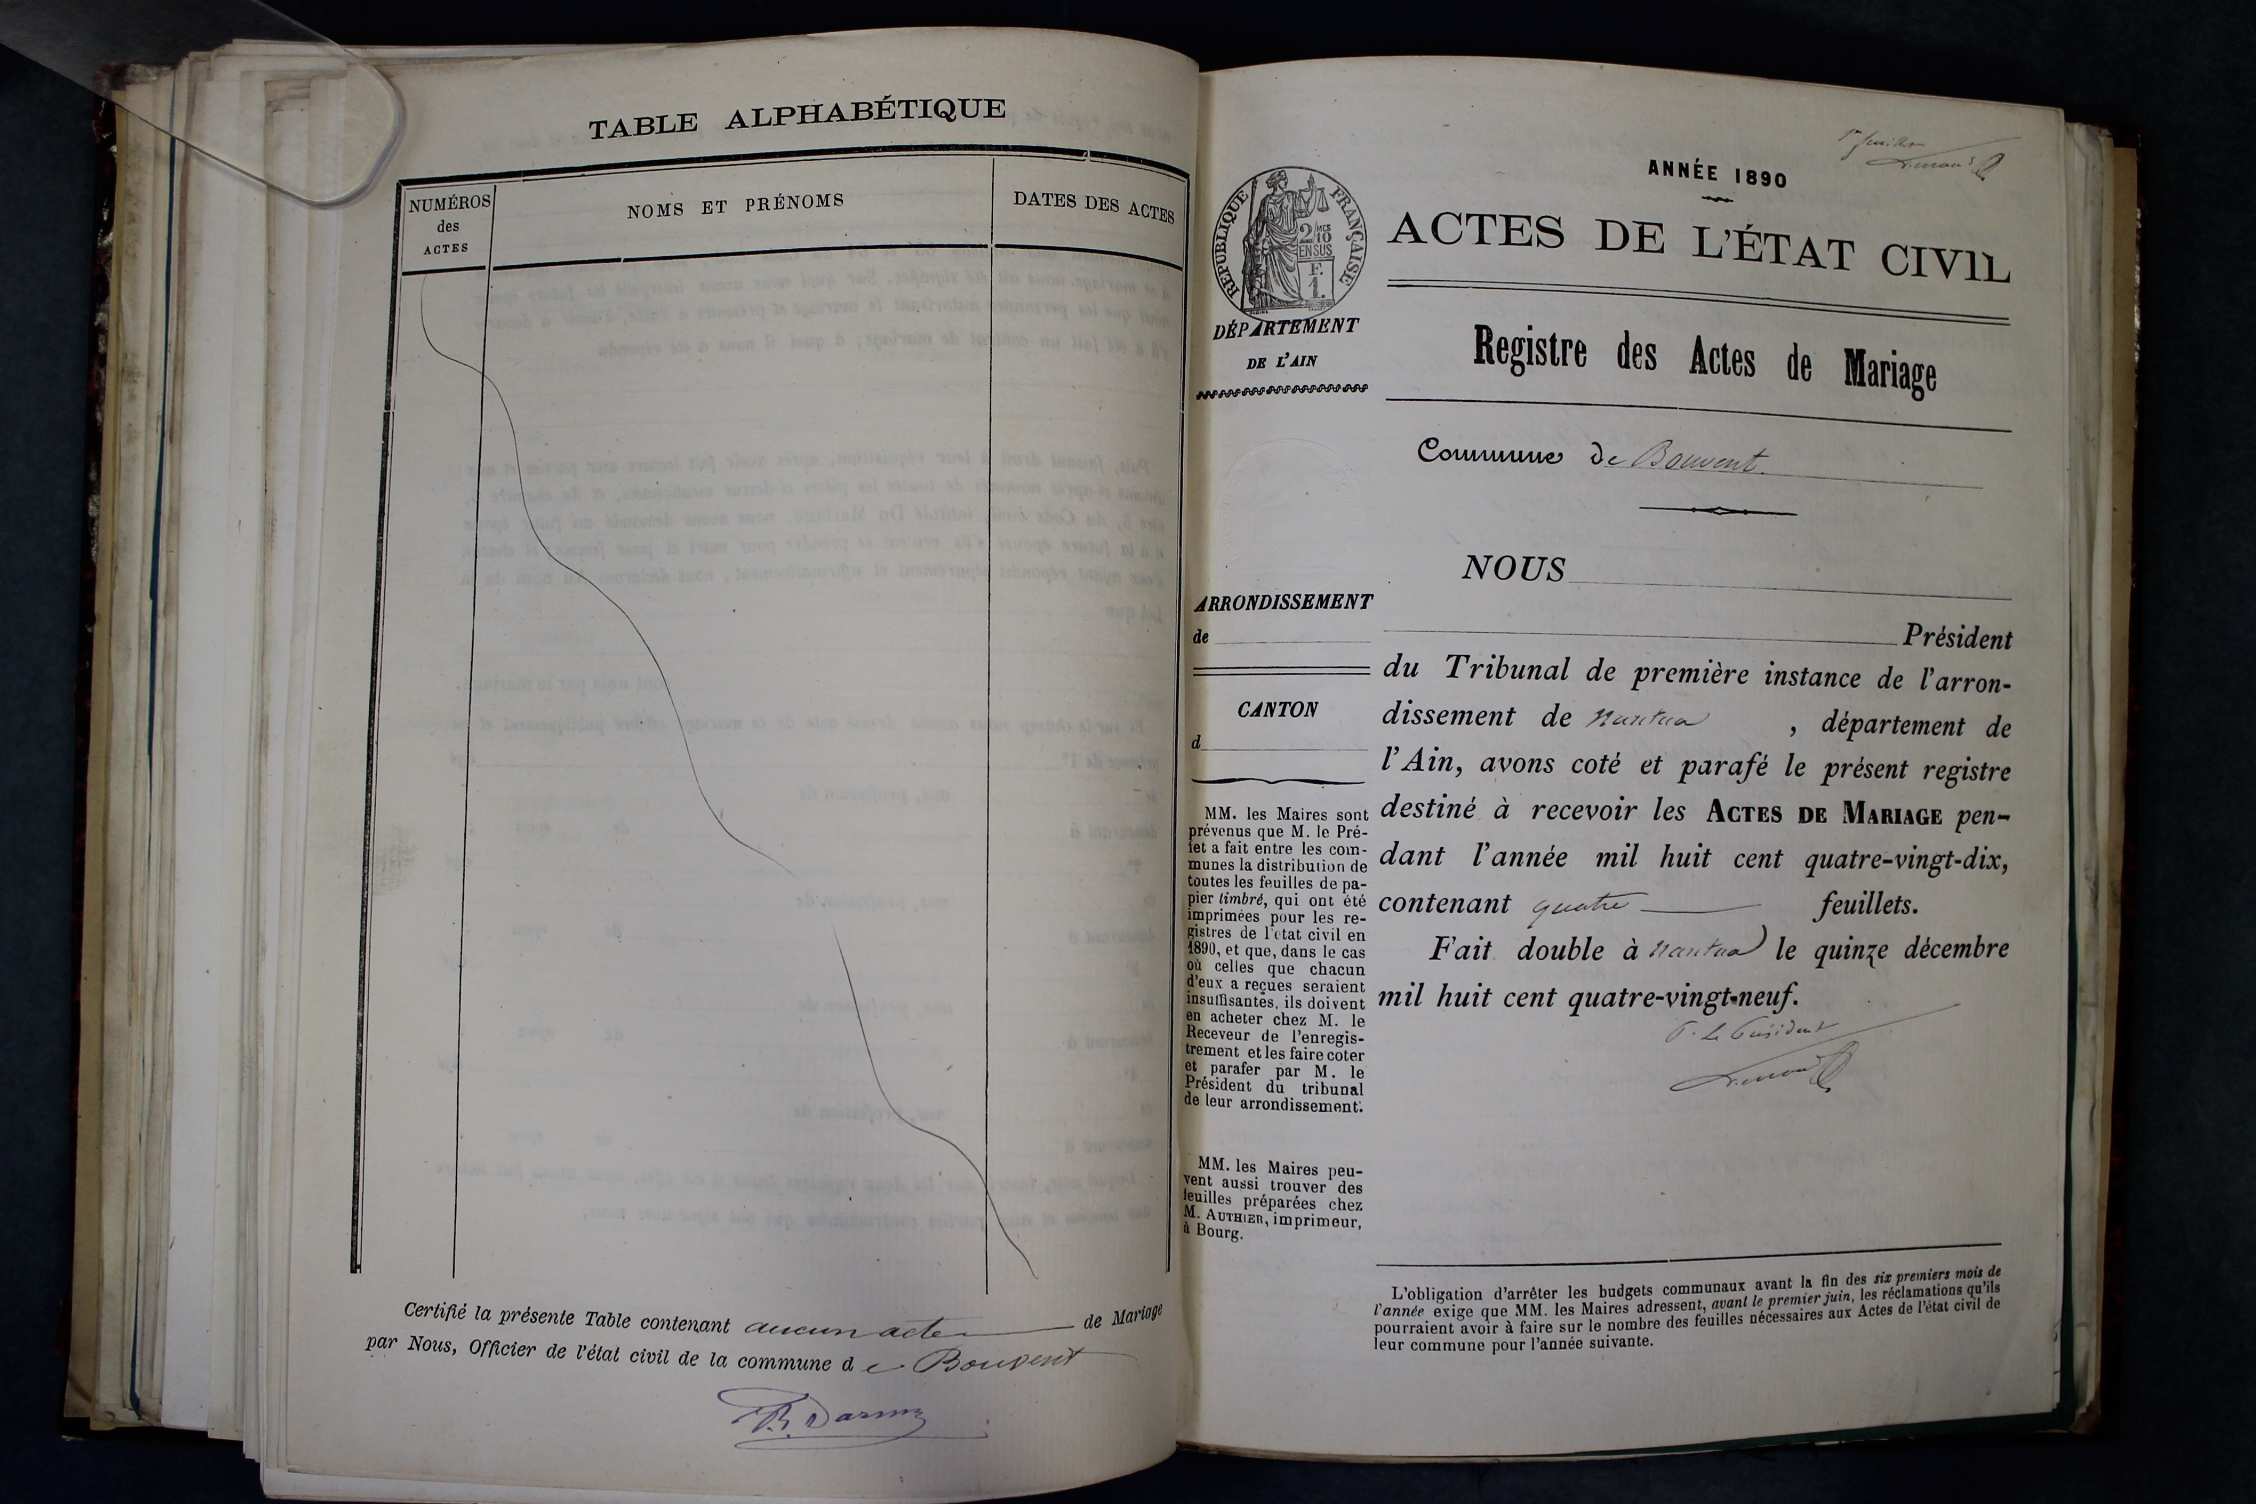 TABLE ALPHABÉTIQUE
NUMÉROS
des
ACTES
NOMS ET PRÉNOMS
DATES DES ACTES
Certifié la présente Table contenant aucun acte de Mariage
par Nous, Officier de l'état civil de la commune d e Bouvent
1er feuillet
ANNÉE 1890
RÉPUBLIQUE FRANÇAISE
2/10
EN SUS
F.
1.
DÉPARTEMENT
DE L'AIN
ACTES DE L'ÉTAT CIVIL
Registre des Actes de Mariage
Commune de Bouvent.
ARRONDISSEMENT
de
CANTON
d
MM. les Maires sont
prévenus que M. le Pré-
fet a fait entre les com-
munes la distribution de
toutes les feuilles de pa-
pier timbré, qui ont été
imprimées pour les re-
gistres de l'état civil en
1890, et que, dans le cas
où celles que chacun
d'eux a reçues seraient
insuffisantes, ils doivent
en acheter chez M. le
Receveur de l'enregis-
trement et les faire coter
et parafer par M. le
Président du tribunal
de leur arrondissement.
MM. les Maires peu-
vent aussi trouver des
feuilles préparées chez
M. AUTHIER, imprimeur,
à Bourg.
NOUS
Président
du Tribunal de première instance de l'arron-
dissement de Nantua , département de
l'Ain, avons coté et parafé le présent registre
destiné à recevoir les ACTES DE MARIAGE pen-
dant l'année mil huit cent quatre-vingt-dix,
contenant quatre feuillets.
Fait double à Nantua le quinze décembre
mil huit cent quatre-vingt-neuf.
P. Le Président
L'obligation d'arrêter les budgets communaux avant la fin des six premiers mois de
l'année exige que MM. les Maires adressent, avant le premier juin, les réclamations qu'ils
pourraient avoir à faire sur le nombre des feuilles nécessaires aux Actes de l'état civil de
leur commune pour l'année suivante.